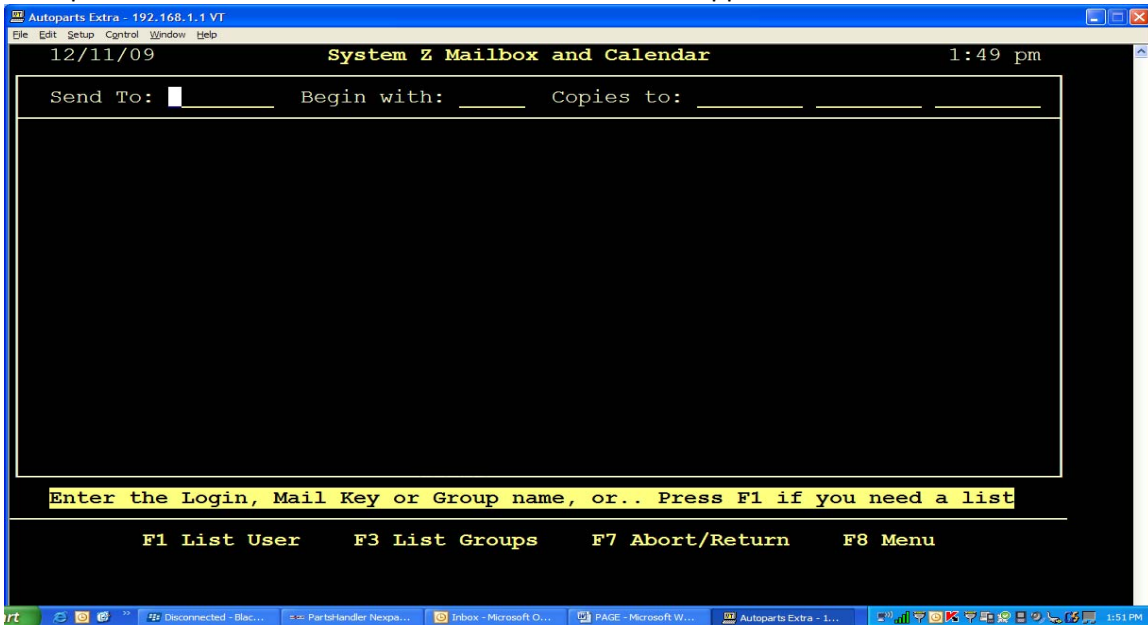 Autoparts Extra - 192.168.1.1 VT
File Edit Setup Control Window Help
12/11/09 System Z Mailbox and Calendar 1:49 pm
Send To: Begin with: Copies to:
Enter the Login, Mail Key or Group name, or.. Press F1 if you need a list
F1 List User F3 List Groups F7 Abort/Return F8 Menu
Disconnected - Blac... PartsHandler Nexpa... Inbox - Microsoft O... PAGE - Microsoft W... Autoparts Extra - 1... 1:51 PM